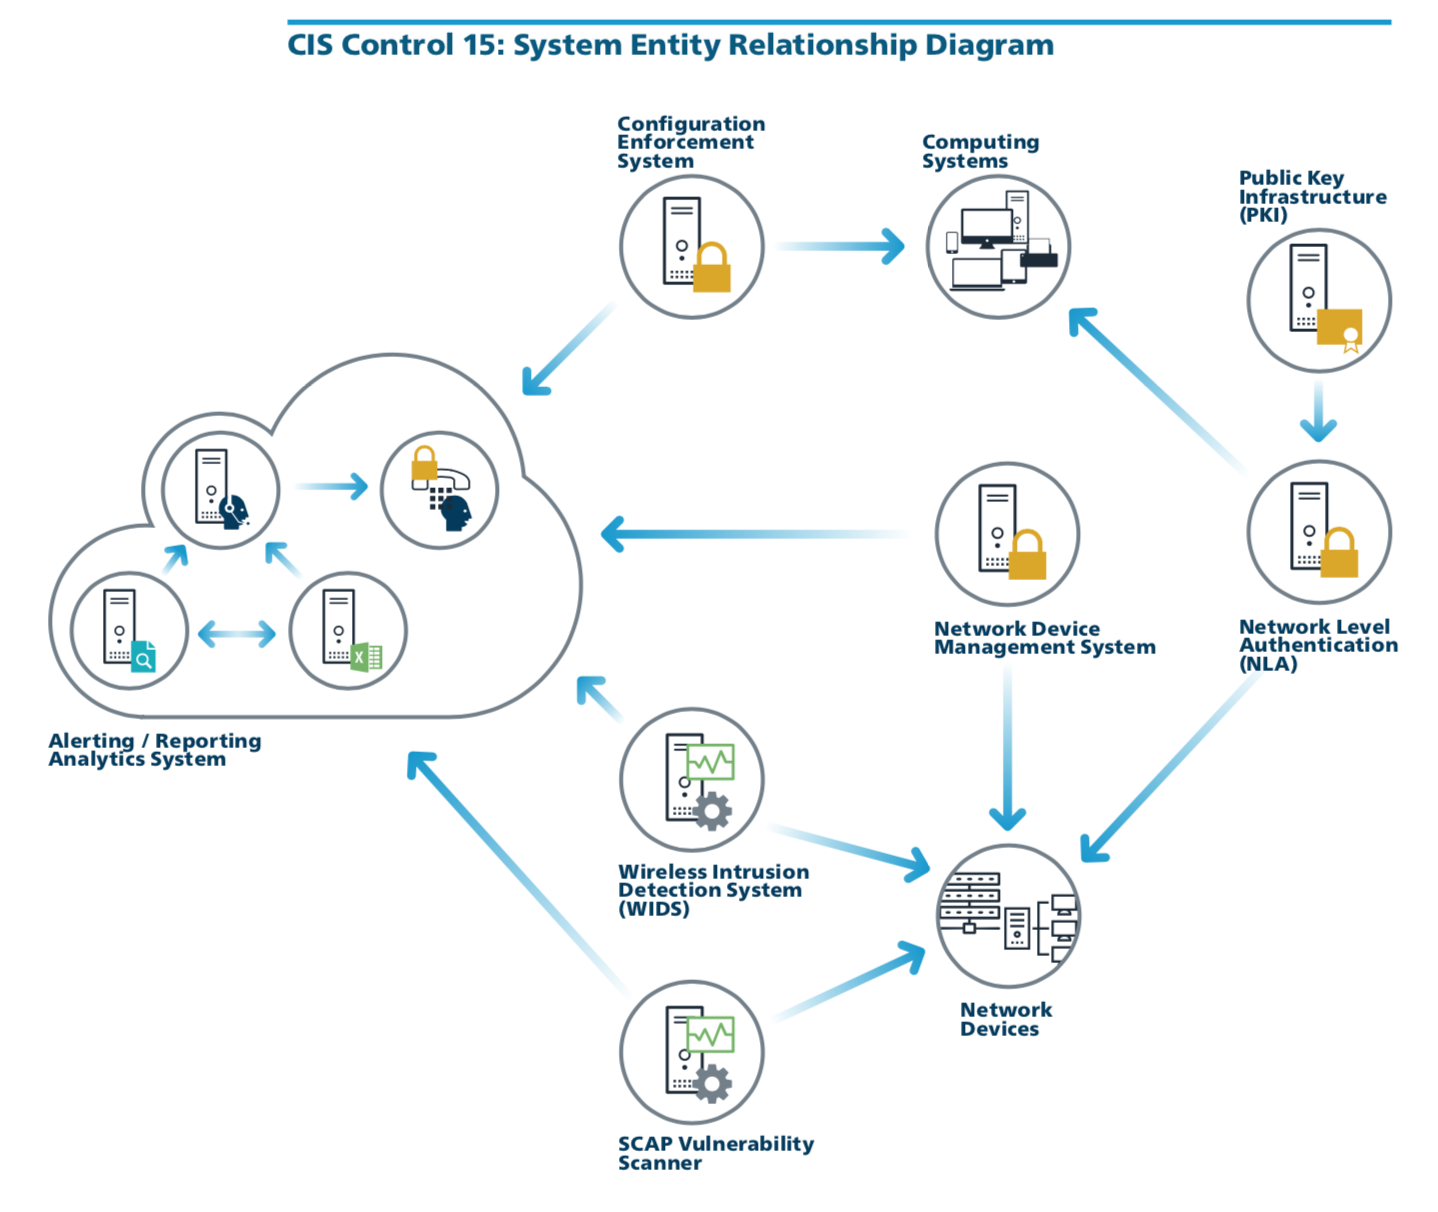 CIS Control 15: System Entity Relationship Diagram
Configuration
Enforcement
System
Computing
Systems
Public Key
Infrastructure
(PKI)
Network Device
Management System
Network Level
Authentication
(NLA)
X
Alerting / Reporting
Analytics System
Wireless Intrusion
Detection System
(WIDS)
Network
Devices
SCAP Vulnerability
Scanner